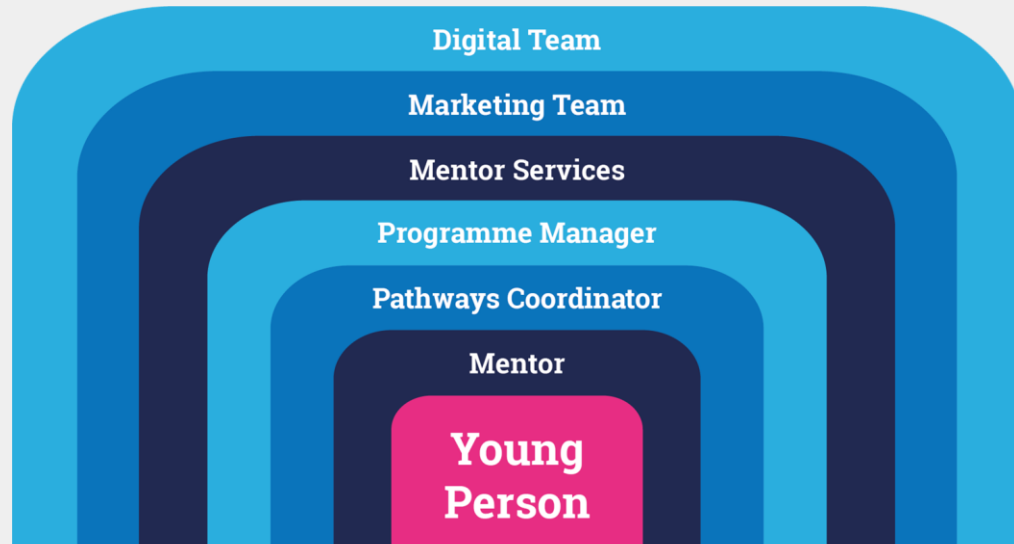 Digital Team
Marketing Team
Mentor Services
Programme Manager
Pathways Coordinator
Mentor
Young
Person